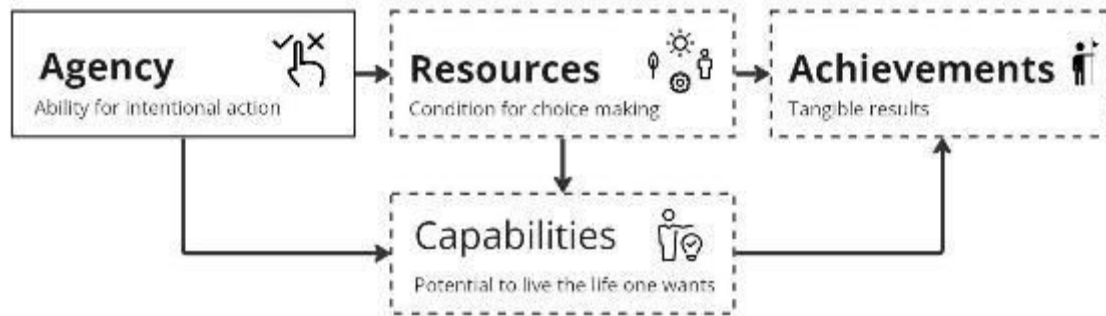 Agency
Ability for intentional action
Resources
Condition for choice making
Achievements
Tangible results
Capabilities
Potential to live the life one wants